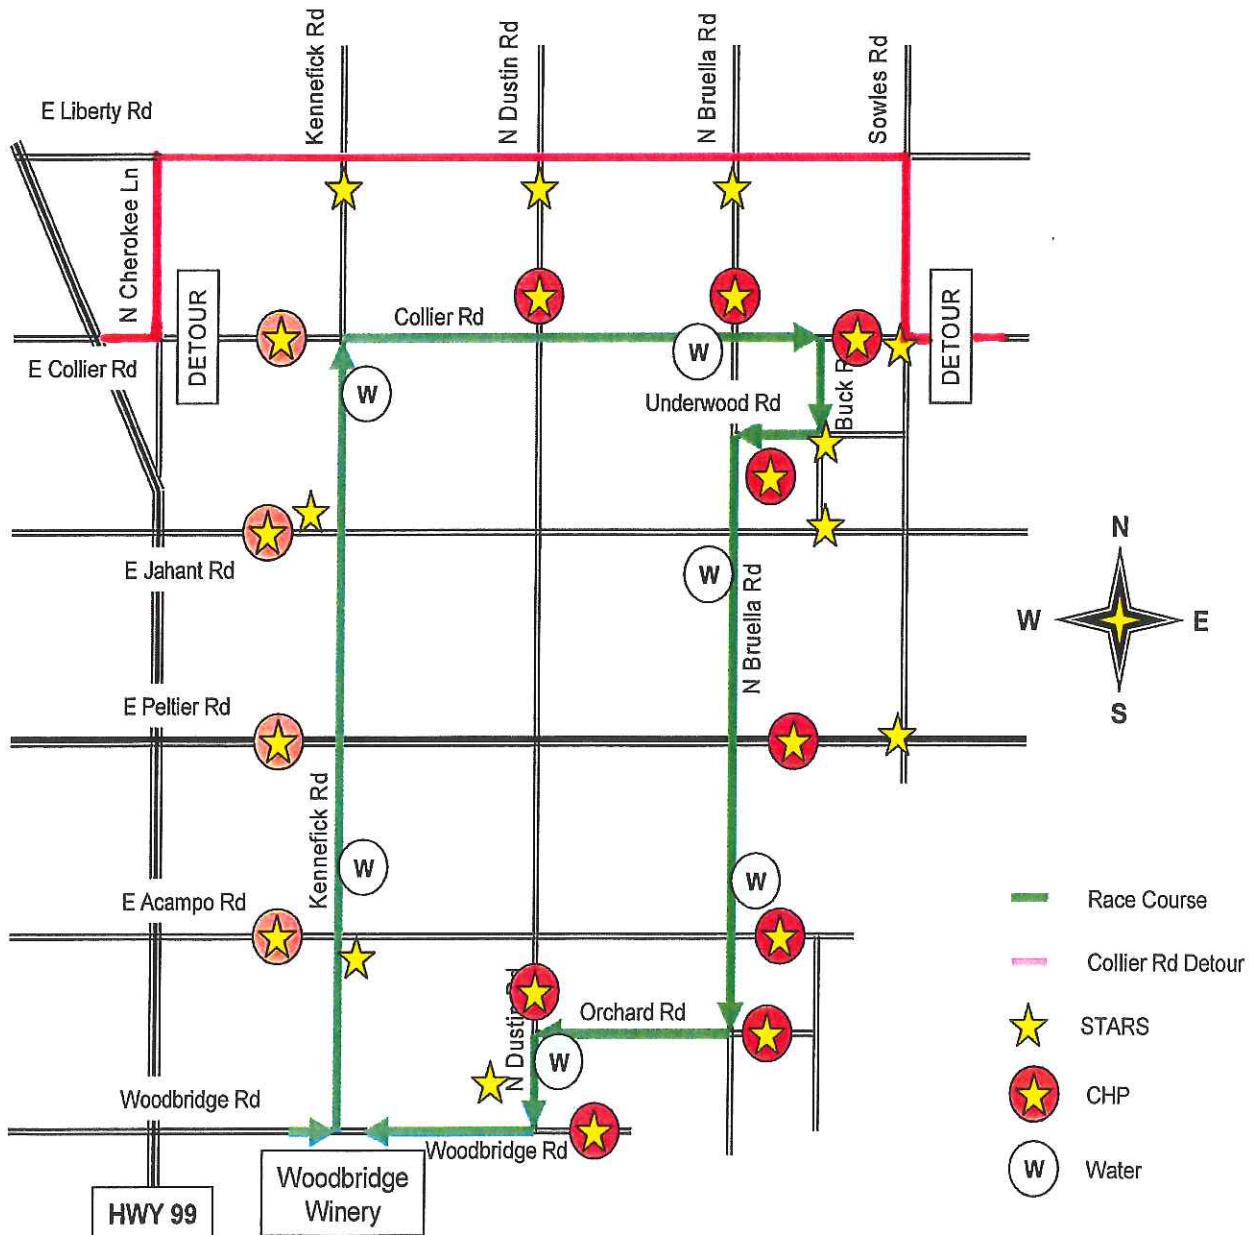 Kennefick Rd
N Dustin Rd
N Bruella Rd
Sowles Rd
E Liberty Rd
N Cherokee Ln
DETOUR
Collier Rd
DETOUR
E Collier Rd
W
W
Underwood Rd
Buck R
E Jahant Rd
W
N Bruella Rd
N
W
E
S
E Peltier Rd
Kennefick Rd
W
W
E Acampo Rd
Race Course
Collier Rd Detour
STARS
CHP
W
Water
N Dustin Rd
Orchard Rd
W
Woodbridge Rd
Woodbridge Rd
Woodbridge
Winery
HWY 99